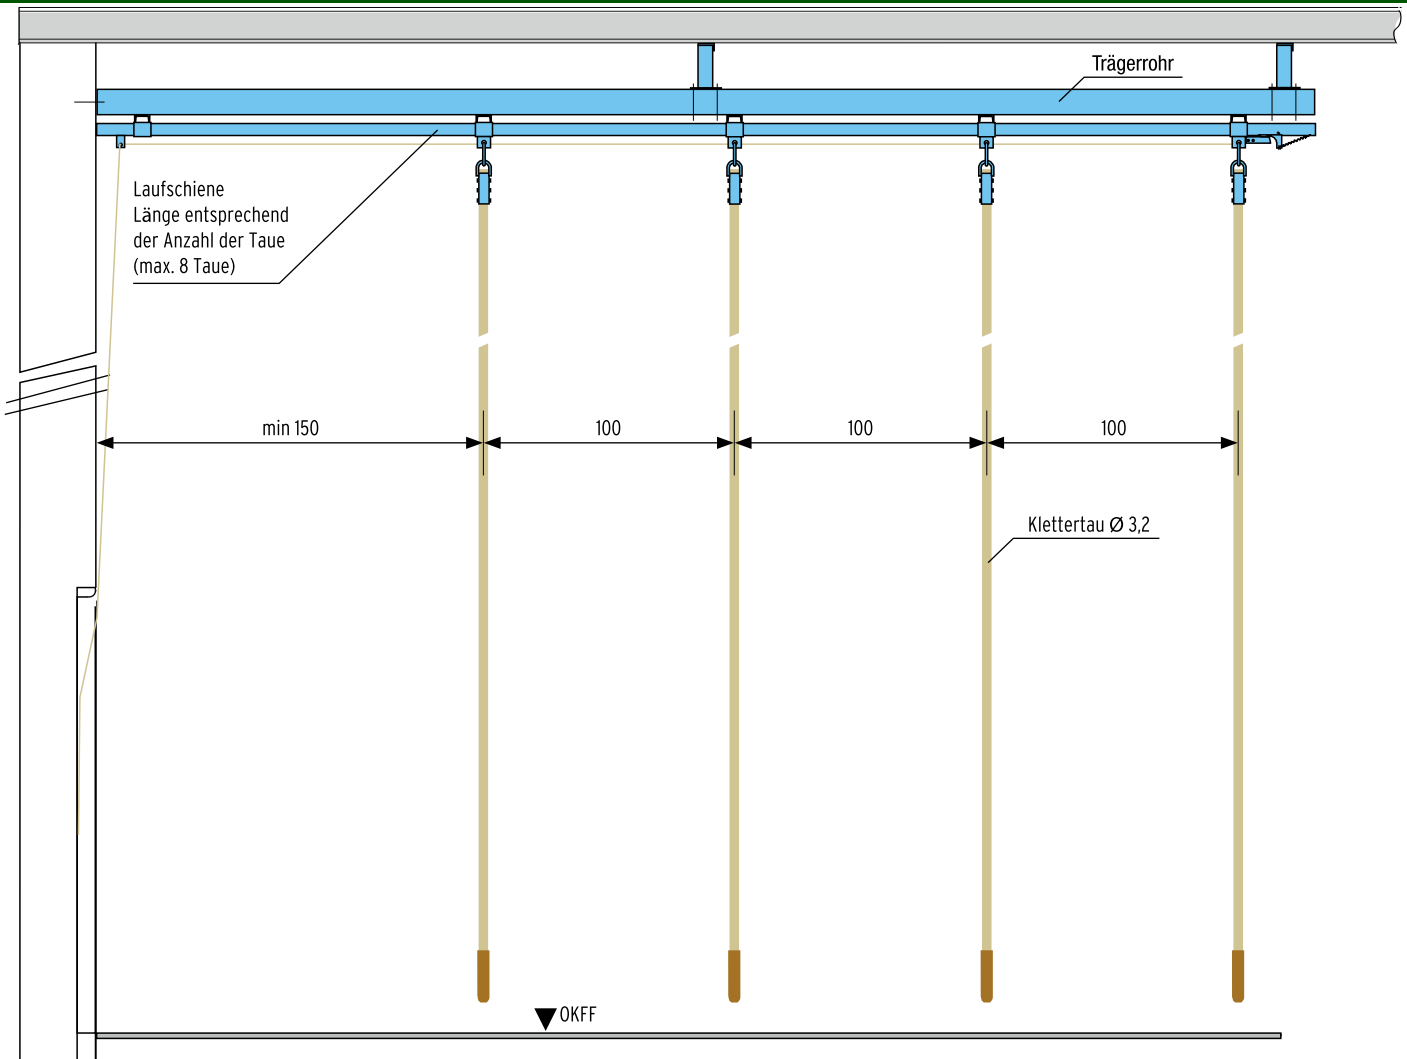 Trägerrohr
Laufschiene
Länge entsprechend
der Anzahl der Taue
(max. 8 Taue)
min 150
100
100
100
Klettertau Ø 3,2
OKFF